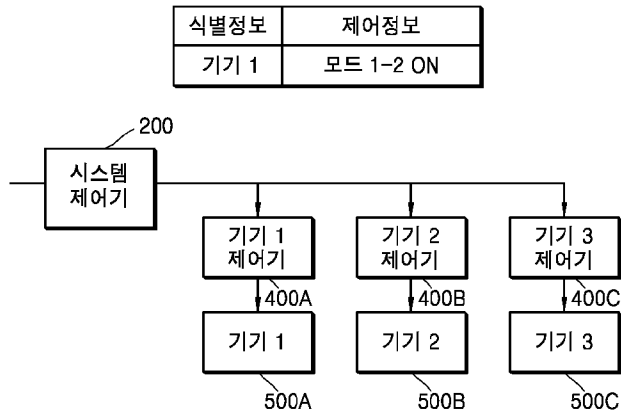 식별정보 제어정보
기기 1 모드 1-2 ON
200
시스템
제어기
기기 1
제어기
기기 2
제어기
기기 3
제어기
400A 400B 400C
기기 1 기기 2 기기 3
500A 500B 500C